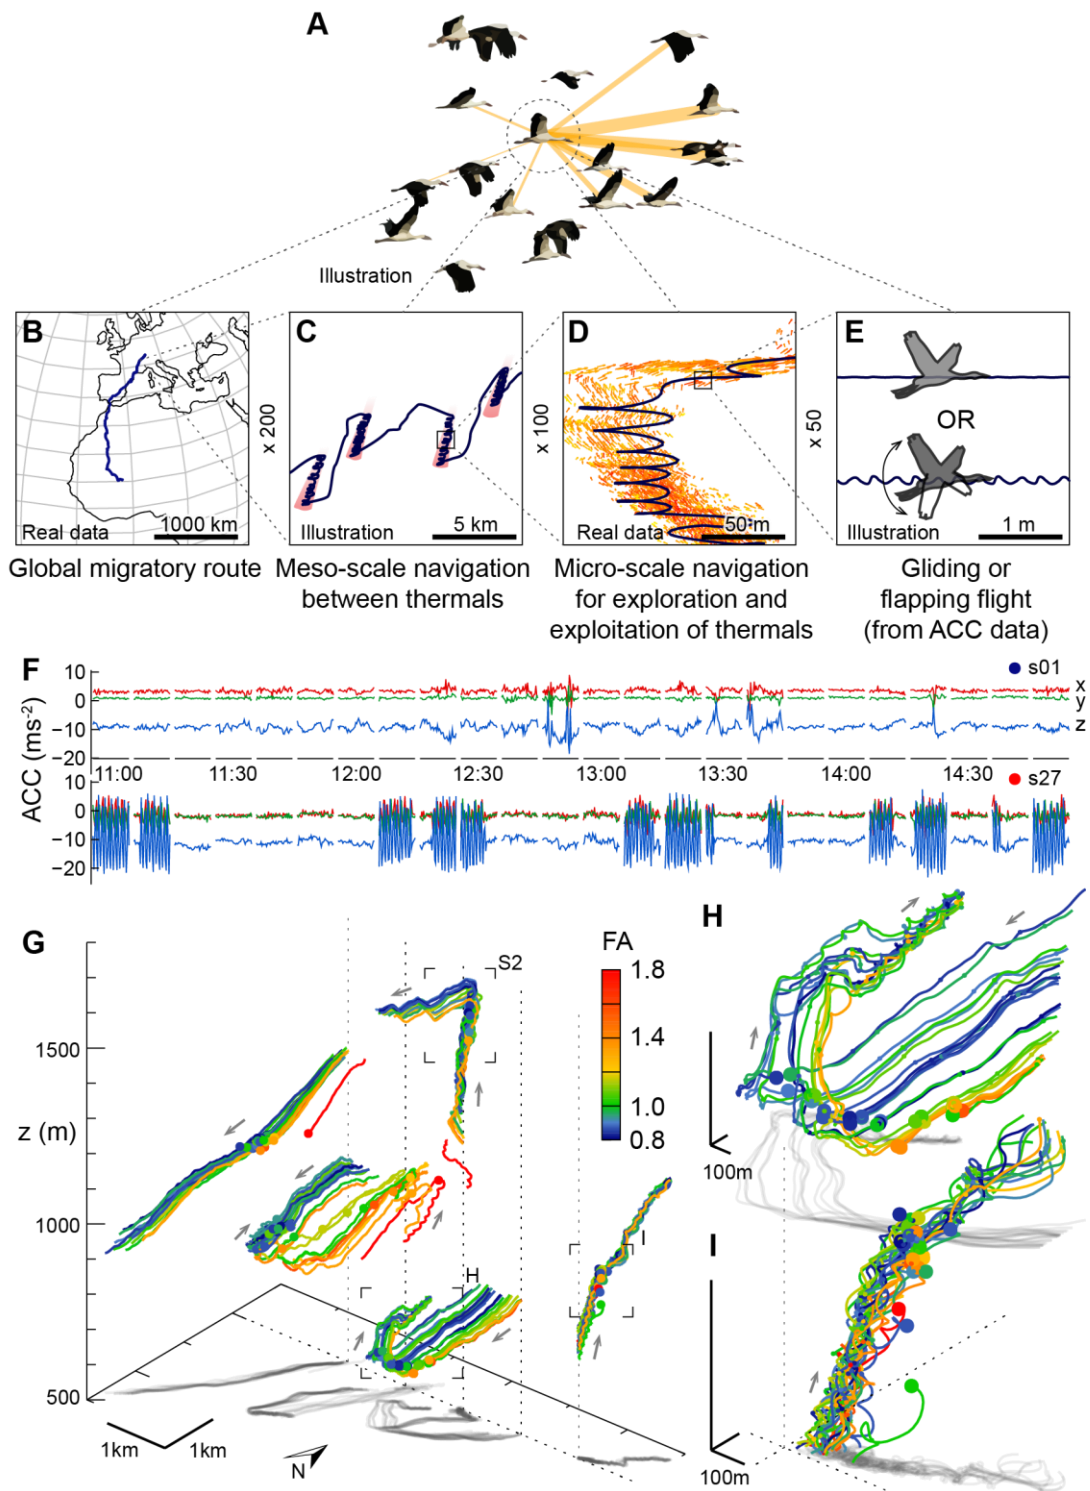 A
Illustration
B
Real data
1000 km
Global migratory route
x 200
C
Illustration
5 km
Meso-scale navigation
between thermals
x 100
D
Real data
50 m
Micro-scale navigation
for exploration and
exploitation of thermals
x 50
E
OR
Illustration
1 m
Gliding or
flapping flight
(from ACC data)
F
ACC (ms-2)
10
0
−10
−20
s01
x
y
z
11:00 11:30 12:00 12:30 13:00 13:30 14:00 14:30
10
0
−10
−20
s27
G
z (m)
1500
1000
500
S2
H
I
1km 1km
N
FA
1.8
1.4
1.0
0.8
H
100m
I
100m